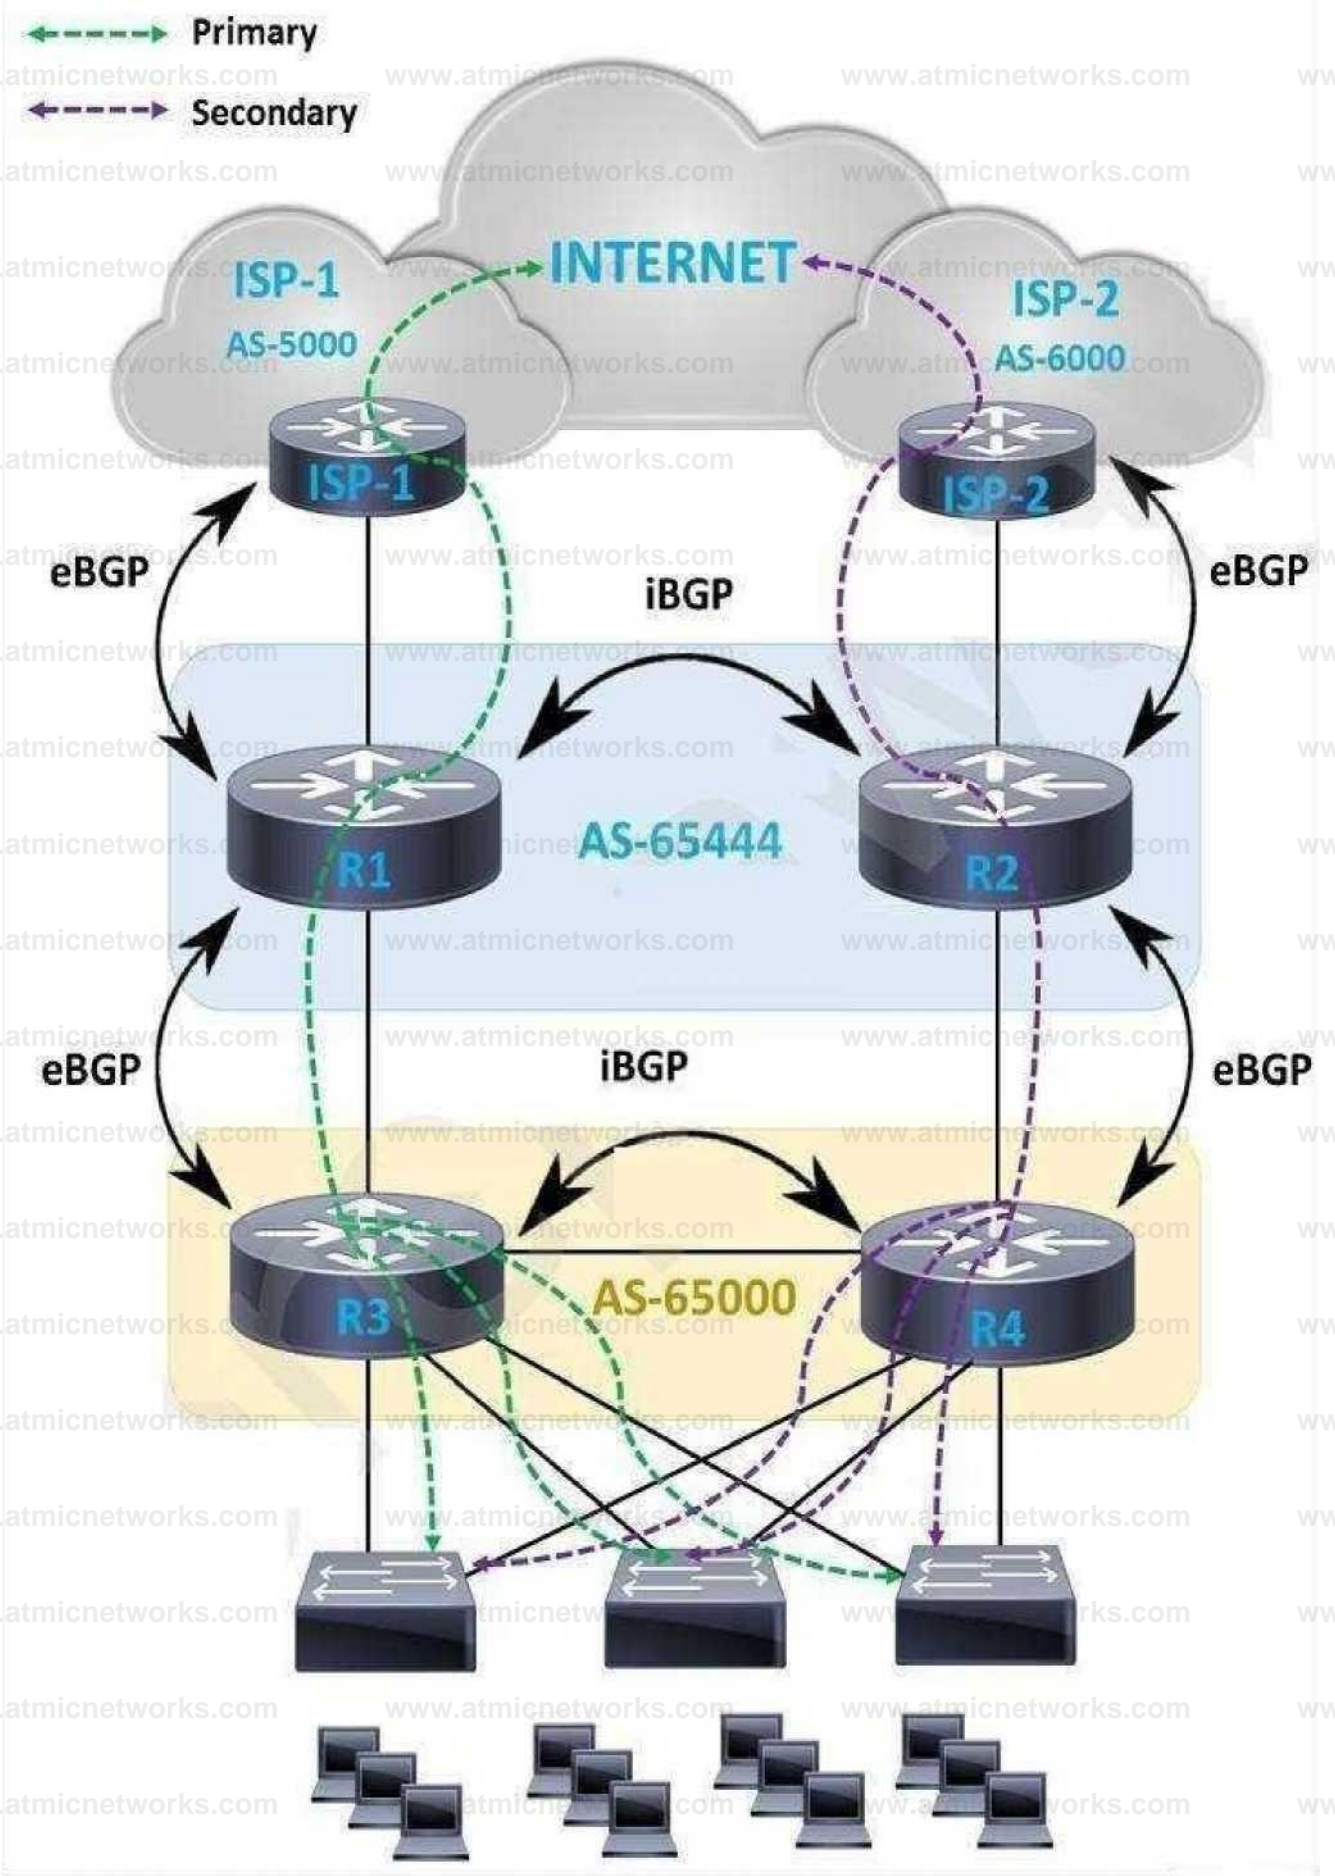 Primary
Secondary
INTERNET
ISP-1
AS-5000
ISP-2
AS-6000
ISP-1
ISP-2
eBGP
iBGP
eBGP
R1
AS-65444
R2
eBGP
iBGP
eBGP
R3
AS-65000
R4
www.atmicnetworks.com